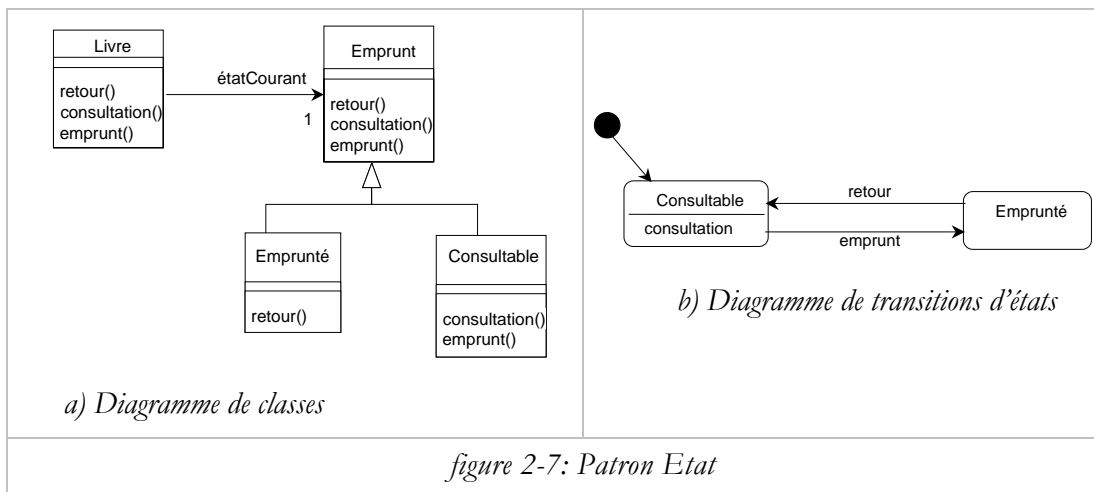 Livre
retour()
consultation()
emprunt()
étatCourant
1
Emprunt
retour()
consultation()
emprunt()
Emprunté
retour()
Consultable
consultation()
emprunt()
a) Diagramme de classes
Consultable
consultation
retour
emprunt
Emprunté
b) Diagramme de transitions d'états
figure 2-7: Patron Etat